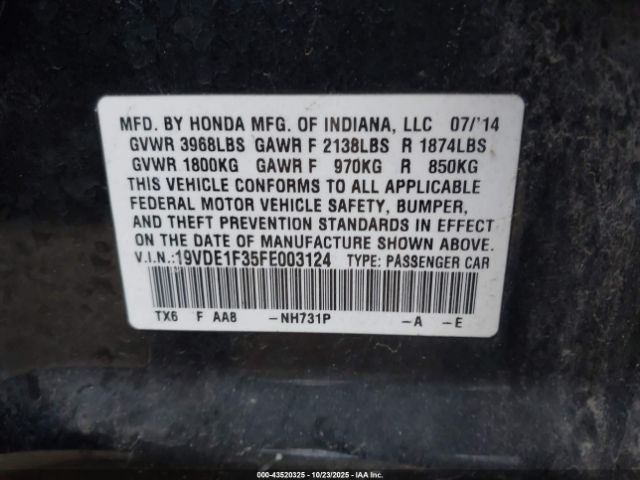 MFD. BY HONDA MFG. OF INDIANA, LLC 07/'14
GVWR 3968LBS GAWR F 2138LBS R 1874LBS
GVWR 1800KG GAWR F 970KG R 850KG
THIS VEHICLE CONFORMS TO ALL APPLICABLE
FEDERAL MOTOR VEHICLE SAFETY, BUMPER,
AND THEFT PREVENTION STANDARDS IN EFFECT
ON THE DATE OF MANUFACTURE SHOWN ABOVE.
V.I.N.:19VDE1F35FE003124 TYPE: PASSENGER CAR
TX6 F AA8 -NH731P -A -E
000-43520325 | 10/23/2025 | IAA Inc.